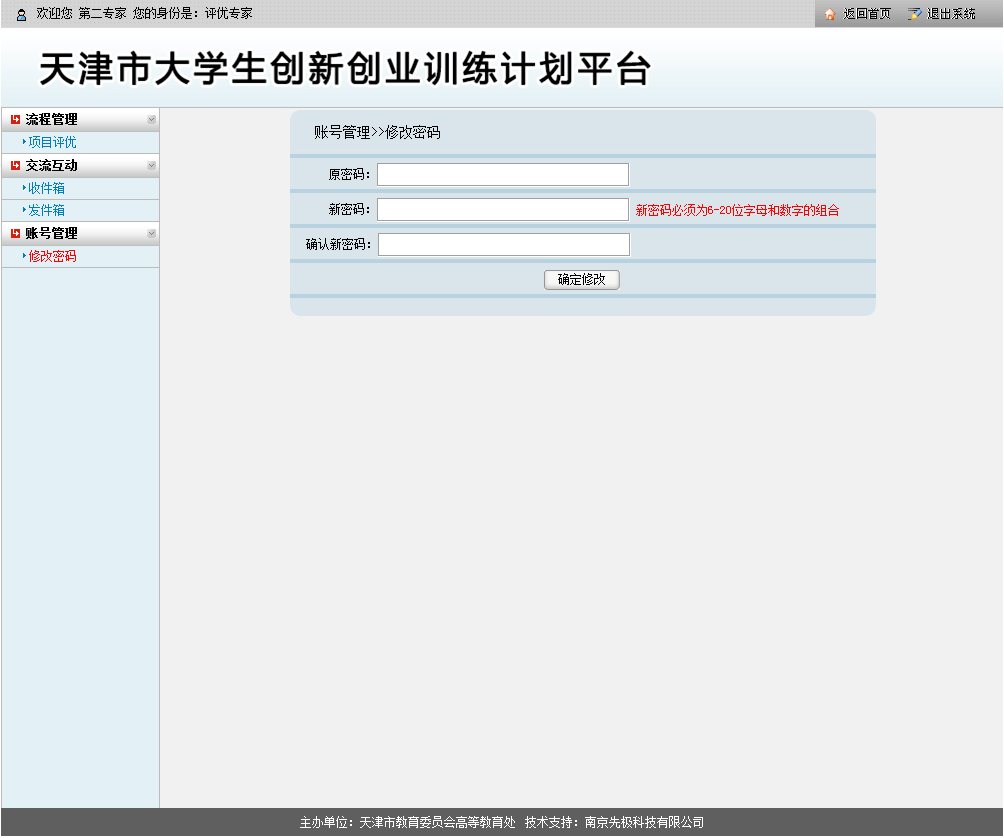 欢迎您 第二专家 您的身份是：评优专家
返回首页 退出系统
天津市大学生创新创业训练计划平台
流程管理
项目评优
交流互动
收件箱
发件箱
账号管理
修改密码
账号管理>>修改密码
原密码：
新密码： 新密码必须为6-20位字母和数字的组合
确认新密码：
确定修改
主办单位：天津市教育委员会高等教育处 技术支持：南京先极科技有限公司